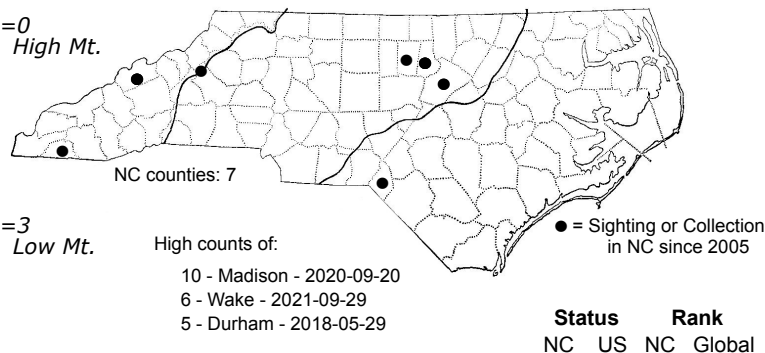 =0
High Mt.
NC counties: 7
=3
Low Mt.
High counts of:
10 - Madison - 2020-09-20
6 - Wake - 2021-09-29
5 - Durham - 2018-05-29
● = Sighting or Collection
in NC since 2005
Status Rank
NC US NC Global